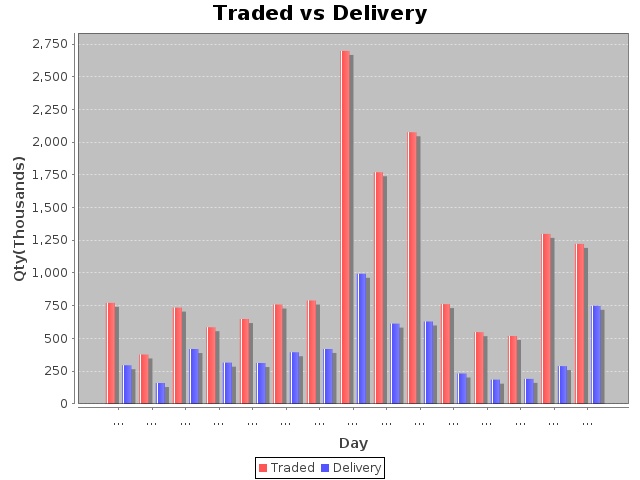 Traded vs Delivery
2,750
2,500
2,250
2,000
1,750
1,500
1,250
1,000
750
500
250
0
Qty(Thousands)
... ... ... ... ... ... ... ... ... ... ... ... ... ... ...
Day
Traded Delivery